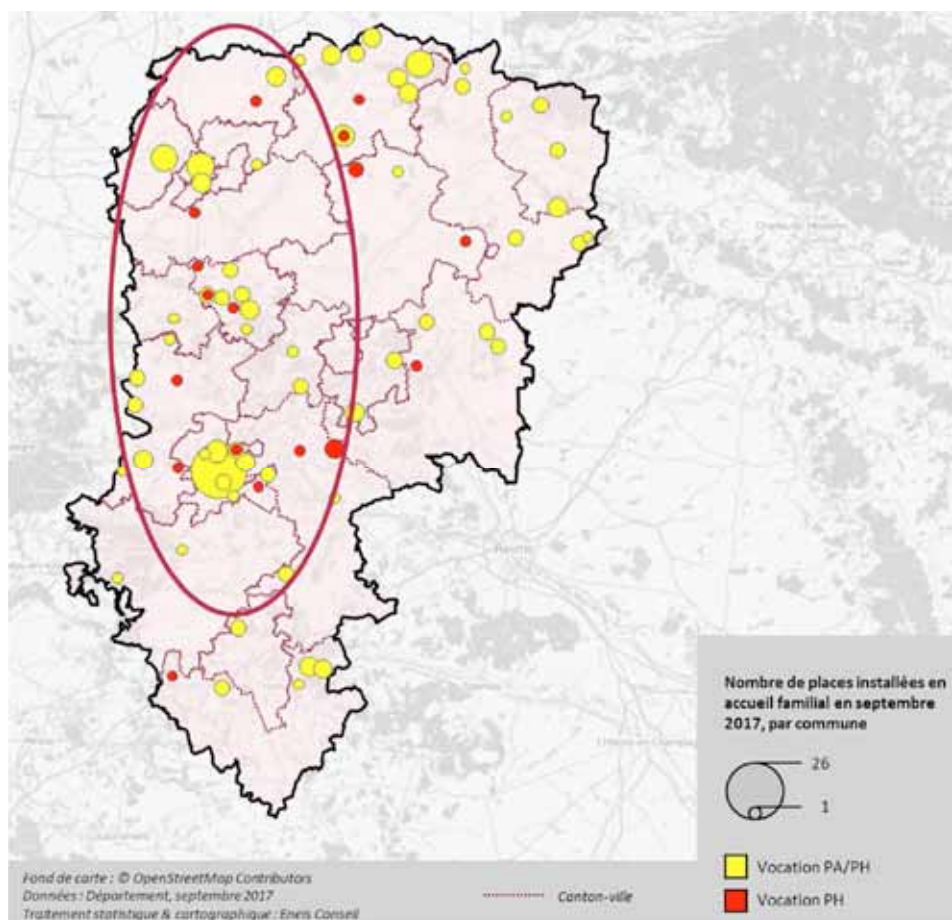 Nombre de places installées en
accueil familial en septembre
2017, par commune
26
1
Vocation PA/PH
Vocation PH
Fond de carte : © OpenStreetMap Contributors
Données : Département, septembre 2017
Traitement statistique & cartographique : Eneis Conseil
Canton-ville